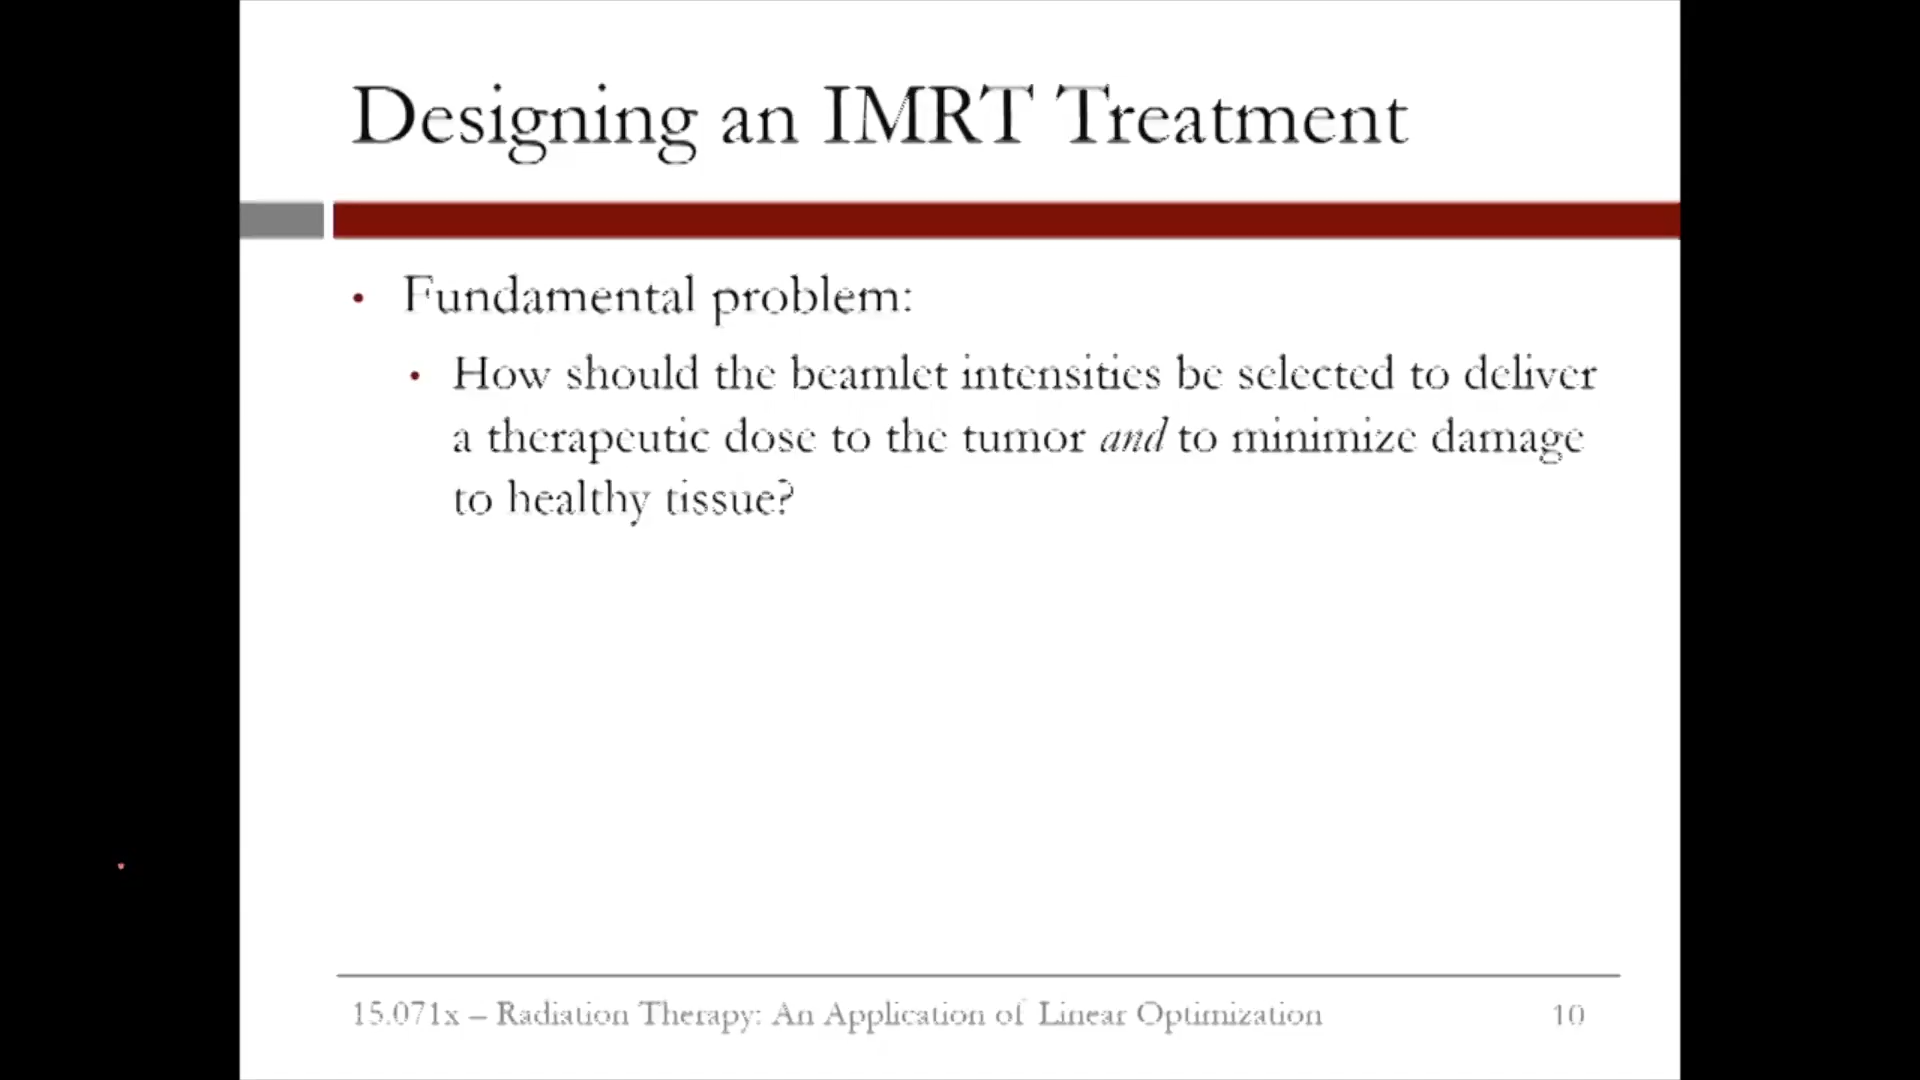 Designing an IMRT Treatment
• Fundamental problem:
• How should the beamlet intensities be selected to deliver
a therapeutic dose to the tumor and to minimize damage
to healthy tissue?
15.071x – Radiation Therapy: An Application of Linear Optimization 10